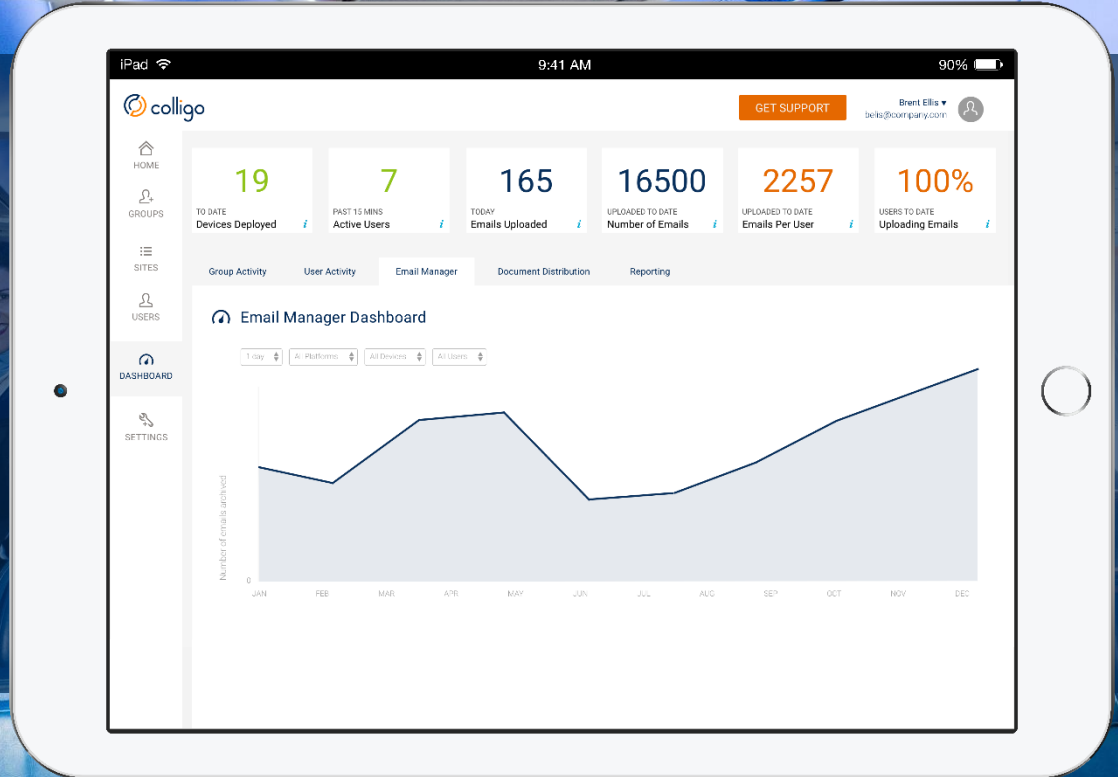 iPad
9:41 AM
90%
colligo
GET SUPPORT
Brent Ellis ▾
belis@company.com
HOME
GROUPS
SITES
USERS
DASHBOARD
SETTINGS
19
TO DATE
Devices Deployed i
7
PAST 15 MINS
Active Users i
165
TODAY
Emails Uploaded i
16500
UPLOADED TO DATE
Number of Emails i
2257
UPLOADED TO DATE
Emails Per User i
100%
USERS TO DATE
Uploading Emails i
Group Activity User Activity Email Manager Document Distribution Reporting
Email Manager Dashboard
1 day All Platforms All Devices All Users
Number of emails archived
0
JAN FEB MAR APR MAY JUN JUL AUG SEP OCT NOV DEC